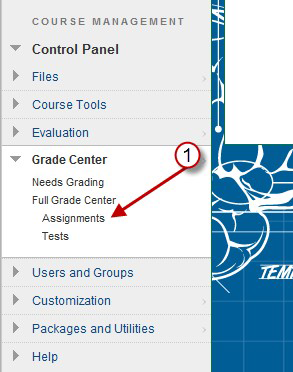 COURSE MANAGEMENT
Control Panel
Files
Course Tools
Evaluation
Grade Center
1
Needs Grading
Full Grade Center
Assignments
Tests
Users and Groups
Customization
Packages and Utilities
Help